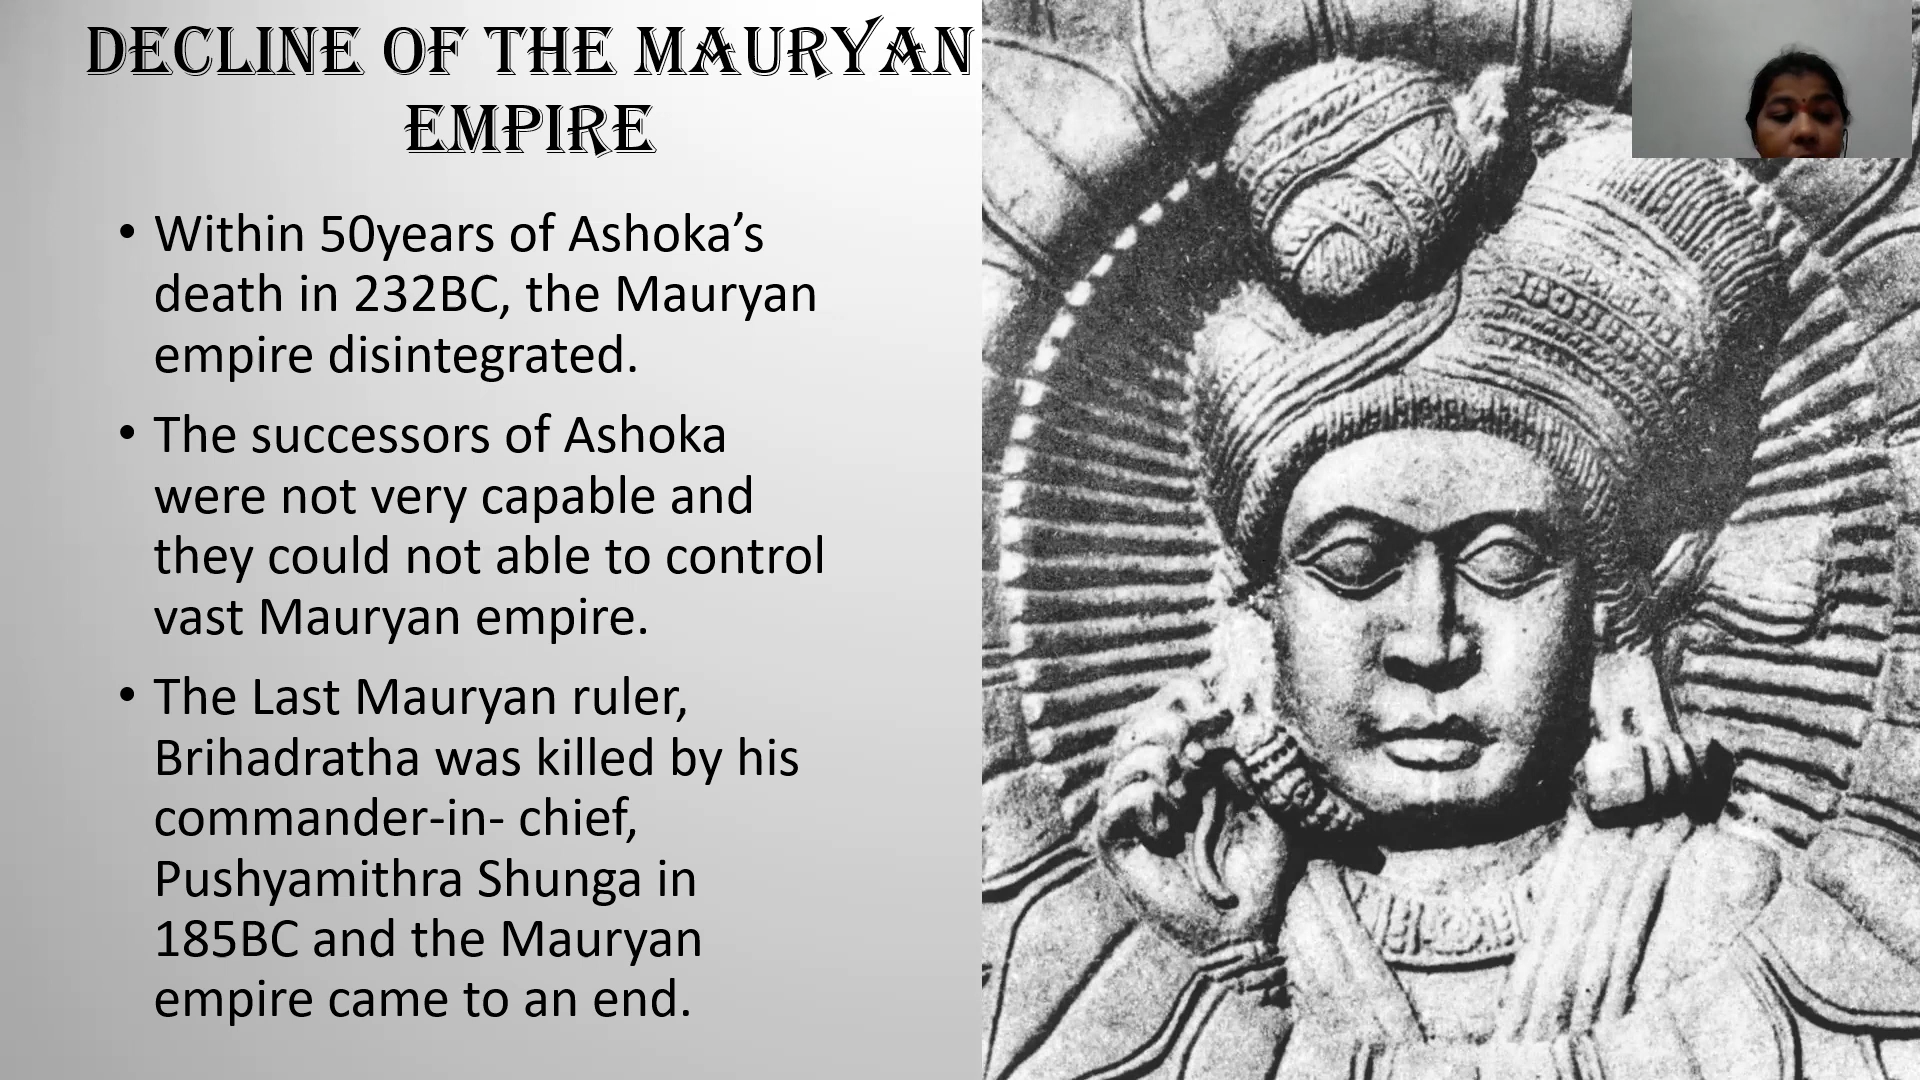 DECLINE OF THE MAURYAN
EMPIRE
• Within 50years of Ashoka’s
death in 232BC, the Mauryan
empire disintegrated.
• The successors of Ashoka
were not very capable and
they could not able to control
vast Mauryan empire.
• The Last Mauryan ruler,
Brihadratha was killed by his
commander-in- chief,
Pushyamithra Shunga in
185BC and the Mauryan
empire came to an end.